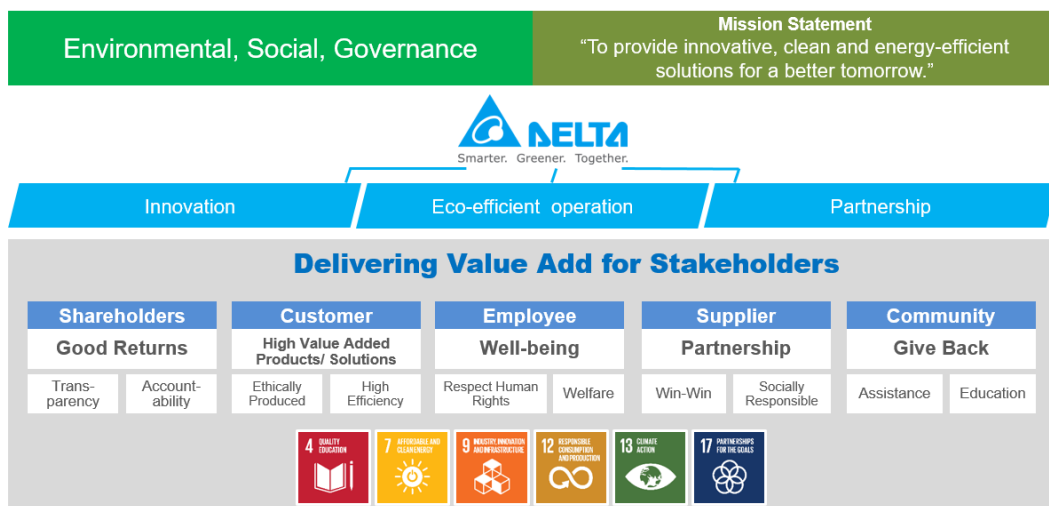 Environmental, Social, Governance
Mission Statement
“To provide innovative, clean and energy-efficient
solutions for a better tomorrow.”
DELTA
Smarter. Greener. Together.
Innovation
Eco-efficient operation
Partnership
Delivering Value Add for Stakeholders
Shareholders
Good Returns
Trans-
parency
Account-
ability
Customer
High Value Added
Products/ Solutions
Ethically
Produced
High
Efficiency
Employee
Well-being
Respect Human
Rights
Welfare
Supplier
Partnership
Win-Win
Socially
Responsible
Community
Give Back
Assistance
Education
4 QUALITY
EDUCATION
7 AFFORDABLE AND
CLEAN ENERGY
9 INDUSTRY, INNOVATION
AND INFRASTRUCTURE
12 RESPONSIBLE
CONSUMPTION
AND PRODUCTION
13 CLIMATE
ACTION
17 PARTNERSHIPS
FOR THE GOALS